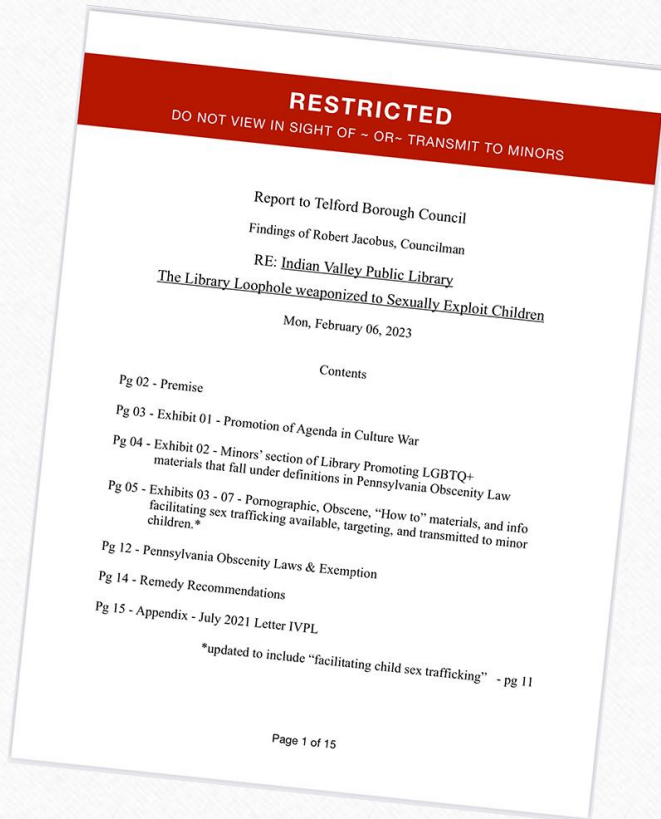 RESTRICTED
DO NOT VIEW IN SIGHT OF ~ OR~ TRANSMIT TO MINORS
Report to Telford Borough Council
Findings of Robert Jacobus, Councilman
RE: Indian Valley Public Library
The Library Loophole weaponized to Sexually Exploit Children
Mon, February 06, 2023
Contents
Pg 02 - Premise
Pg 03 - Exhibit 01 - Promotion of Agenda in Culture War
Pg 04 - Exhibit 02 - Minors’ section of Library Promoting LGBTQ+
materials that fall under definitions in Pennsylvania Obscenity Law
Pg 05 - Exhibits 03 - 07 - Pornographic, Obscene, “How to” materials, and info
facilitating sex trafficking available, targeting, and transmitted to minor
children.*
Pg 12 - Pennsylvania Obscenity Laws & Exemption
Pg 14 - Remedy Recommendations
Pg 15 - Appendix - July 2021 Letter IVPL
*updated to include “facilitating child sex trafficking” - pg 11
Page 1 of 15